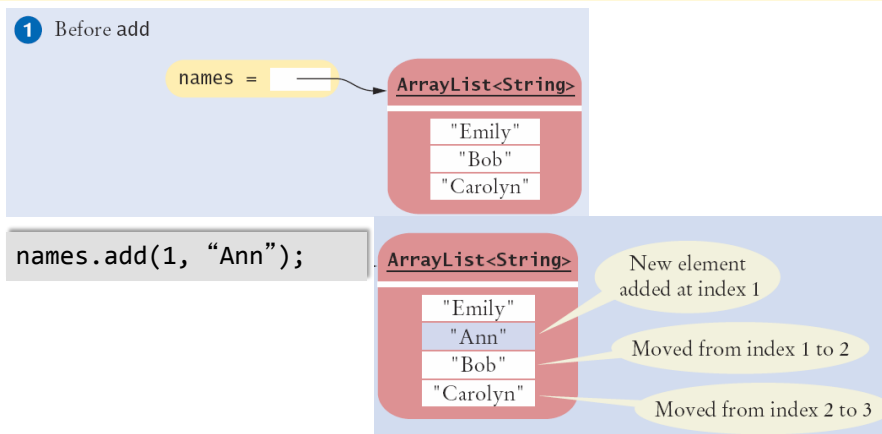 1 Before add
names =
ArrayList<String>
"Emily"
"Bob"
"Carolyn"
names.add(1, “Ann”);
ArrayList<String>
"Emily"
"Ann"
"Bob"
"Carolyn"
New element
added at index 1
Moved from index 1 to 2
Moved from index 2 to 3